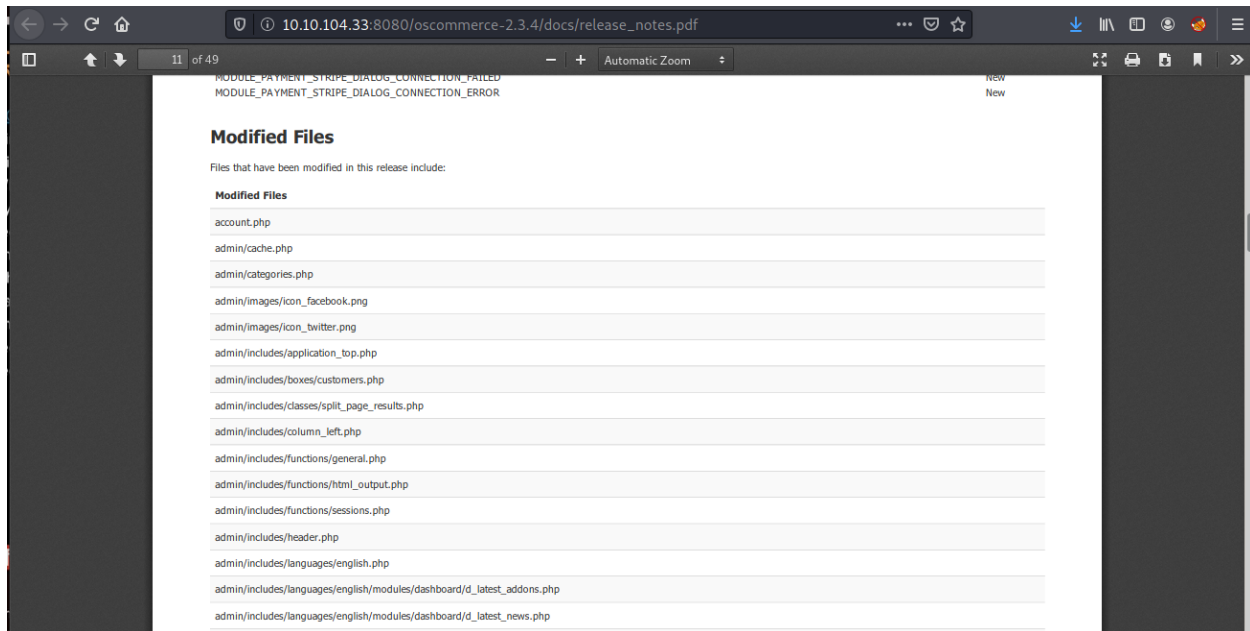 10.10.104.33:8080/oscommerce-2.3.4/docs/release_notes.pdf
11 of 49
Automatic Zoom
MODULE_PAYMENT_STRIPE_DIALOG_CONNECTION_FAILED New
MODULE_PAYMENT_STRIPE_DIALOG_CONNECTION_ERROR New
Modified Files
Files that have been modified in this release include:
Modified Files
account.php
admin/cache.php
admin/categories.php
admin/images/icon_facebook.png
admin/images/icon_twitter.png
admin/includes/application_top.php
admin/includes/boxes/customers.php
admin/includes/classes/split_page_results.php
admin/includes/column_left.php
admin/includes/functions/general.php
admin/includes/functions/html_output.php
admin/includes/functions/sessions.php
admin/includes/header.php
admin/includes/languages/english.php
admin/includes/languages/english/modules/dashboard/d_latest_addons.php
admin/includes/languages/english/modules/dashboard/d_latest_news.php